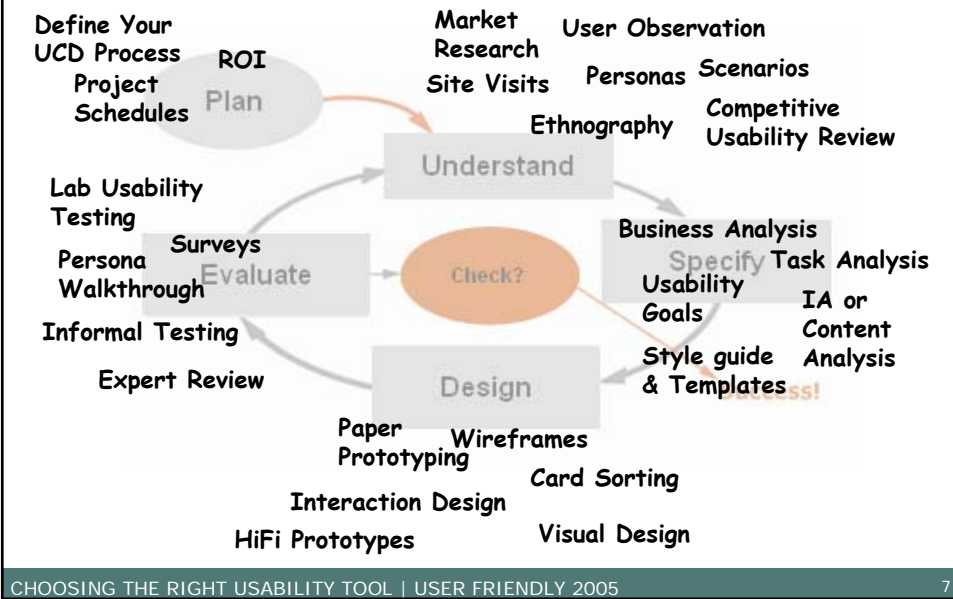 Define Your
UCD Process
ROI
Project
Schedules
Plan
Market
Research
User Observation
Site Visits
Personas
Scenarios
Ethnography
Competitive
Usability Review
Understand
Lab Usability
Testing
Surveys
Persona
Walkthrough
Evaluate
Informal Testing
Expert Review
Check?
Business Analysis
Specify
Task Analysis
Usability
Goals
IA or
Content
Analysis
Style guide
& Templates
Success!
Design
Paper
Prototyping
Wireframes
Card Sorting
Interaction Design
HiFi Prototypes
Visual Design
CHOOSING THE RIGHT USABILITY TOOL | USER FRIENDLY 2005
7